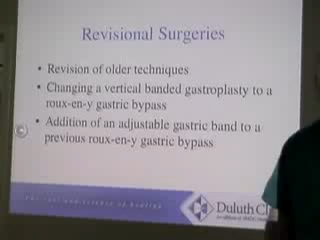 Revisional Surgeries
• Revision of older techniques
• Changing a vertical banded gastroplasty to a
roux-en-y gastric bypass
• Addition of an adjustable gastric band to a
previous roux-en-y gastric bypass
©
Duluth Cl